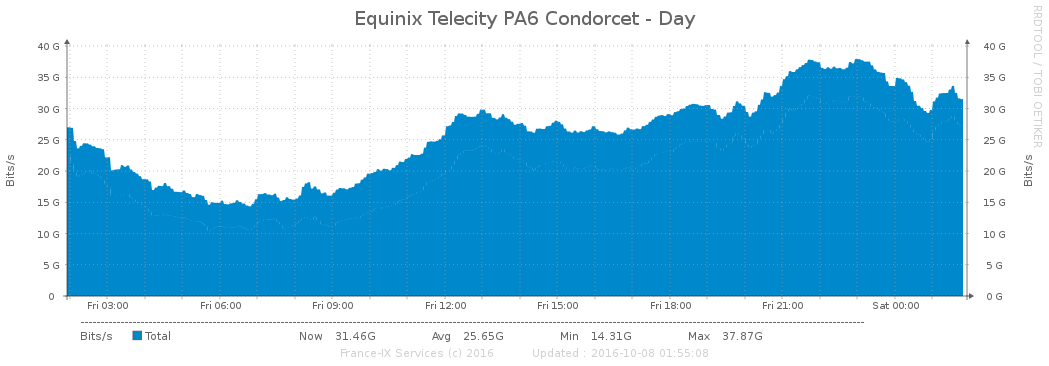 Equinix Telecity PA6 Condorcet - Day
RRDTOOL / TOBI OETIKER
Bits/s
40 G 40 G
35 G 35 G
30 G 30 G
25 G 25 G
20 G 20 G
15 G 15 G
10 G 10 G
5 G 5 G
0 0 G
Bits/s
Fri 03:00 Fri 06:00 Fri 09:00 Fri 12:00 Fri 15:00 Fri 18:00 Fri 21:00 Sat 00:00
Bits/s Total Now 31.46G Avg 25.65G Min 14.31G Max 37.87G
France-IX Services (c) 2016 Updated : 2016-10-08 01:55:08